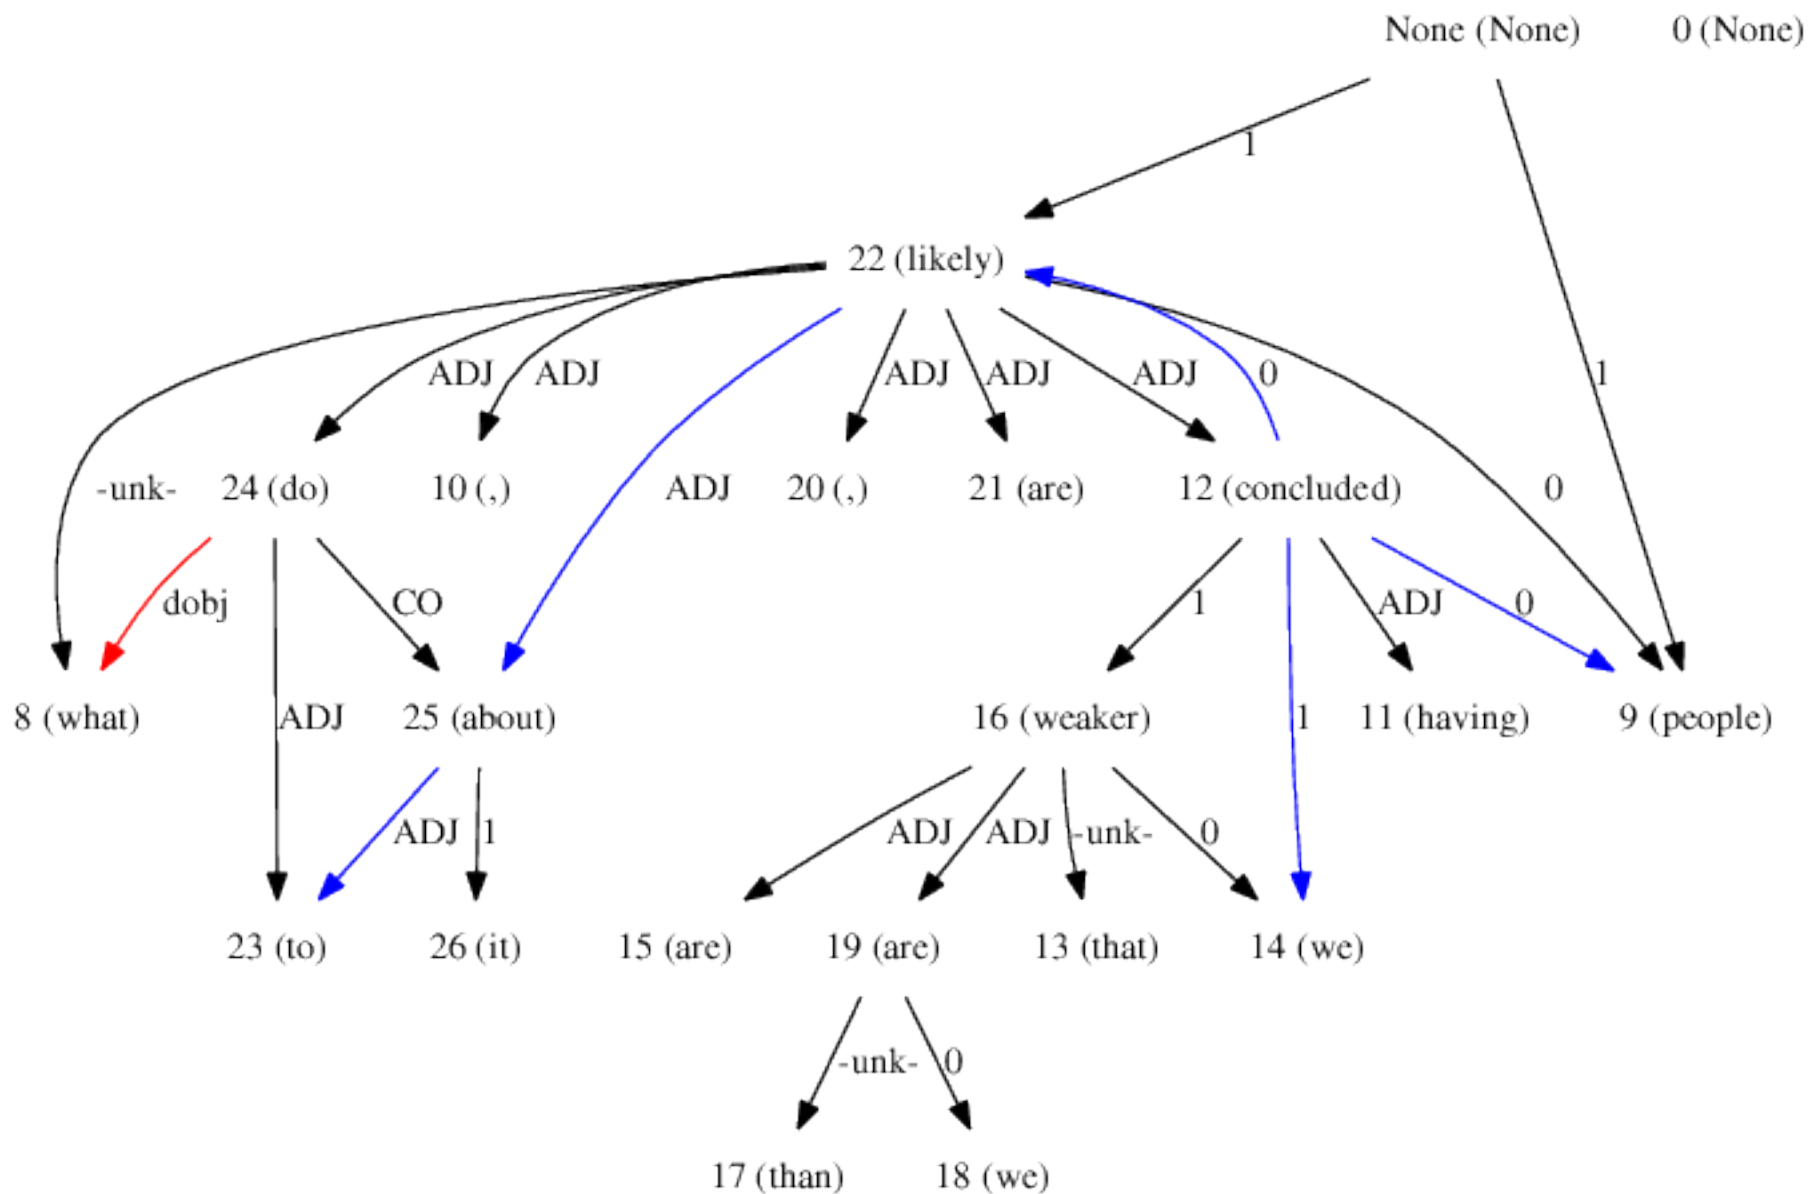 None (None) 0 (None)
1
22 (likely)
ADJ ADJ ADJ ADJ ADJ 0 1
-unk- 24 (do) 10 (,) ADJ 20 (,) 21 (are) 12 (concluded) 0
dobj CO 1 ADJ 0
8 (what) ADJ 25 (about) 16 (weaker) 1 11 (having) 9 (people)
ADJ 1 ADJ ADJ -unk- 0
23 (to) 26 (it) 15 (are) 19 (are) 13 (that) 14 (we)
-unk- 0
17 (than) 18 (we)